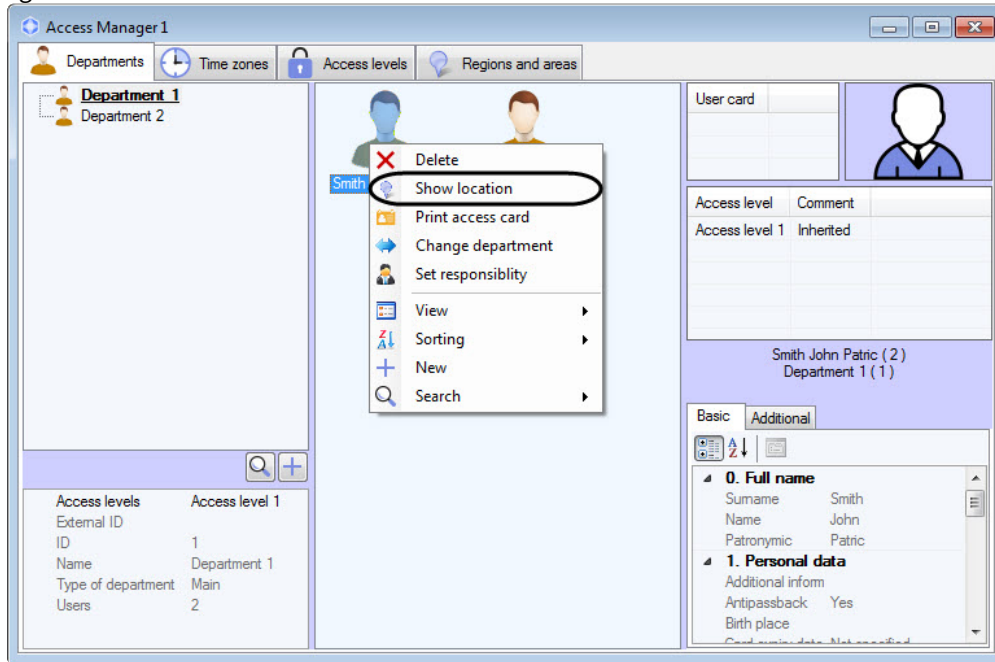 Access Manager 1
Departments Time zones Access levels Regions and areas
Department 1
Department 2
Smith
Delete
Show location
Print access card
Change department
Set responsiblity
View
Sorting
New
Search
Access levels Access level 1
External ID
ID 1
Name Department 1
Type of department Main
Users 2
User card
Access level Comment
Access level 1 Inherited
Smith John Patric ( 2 )
Department 1 ( 1 )
Basic Additional
0. Full name
Surname Smith
Name John
Patronymic Patric
1. Personal data
Additional inform
Antipassback Yes
Birth place